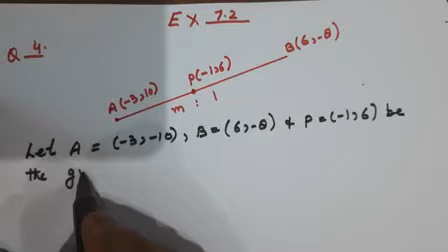 Ex 7.2
Q 4.
A(-3,10) P(-1,6) B(6,-8)
m : 1
Let A = (-3,-10), B=(6,-8) & P=(-1,6) be
the